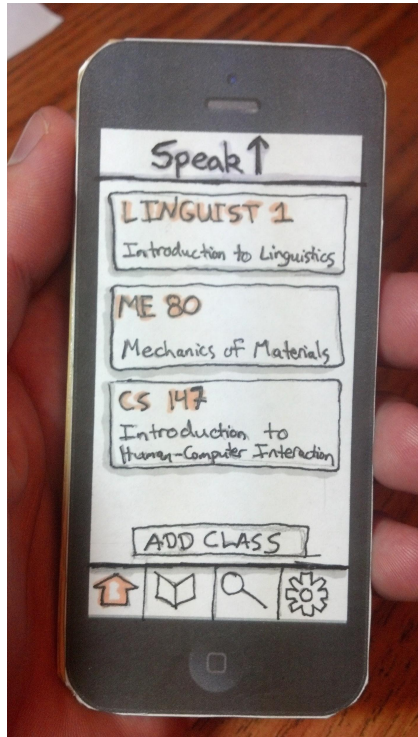 Speak↑
LINGUIST 1
Introduction to Linguistics
ME 80
Mechanics of Materials
CS 147
Introduction to
Human-Computer Interaction
ADD CLASS